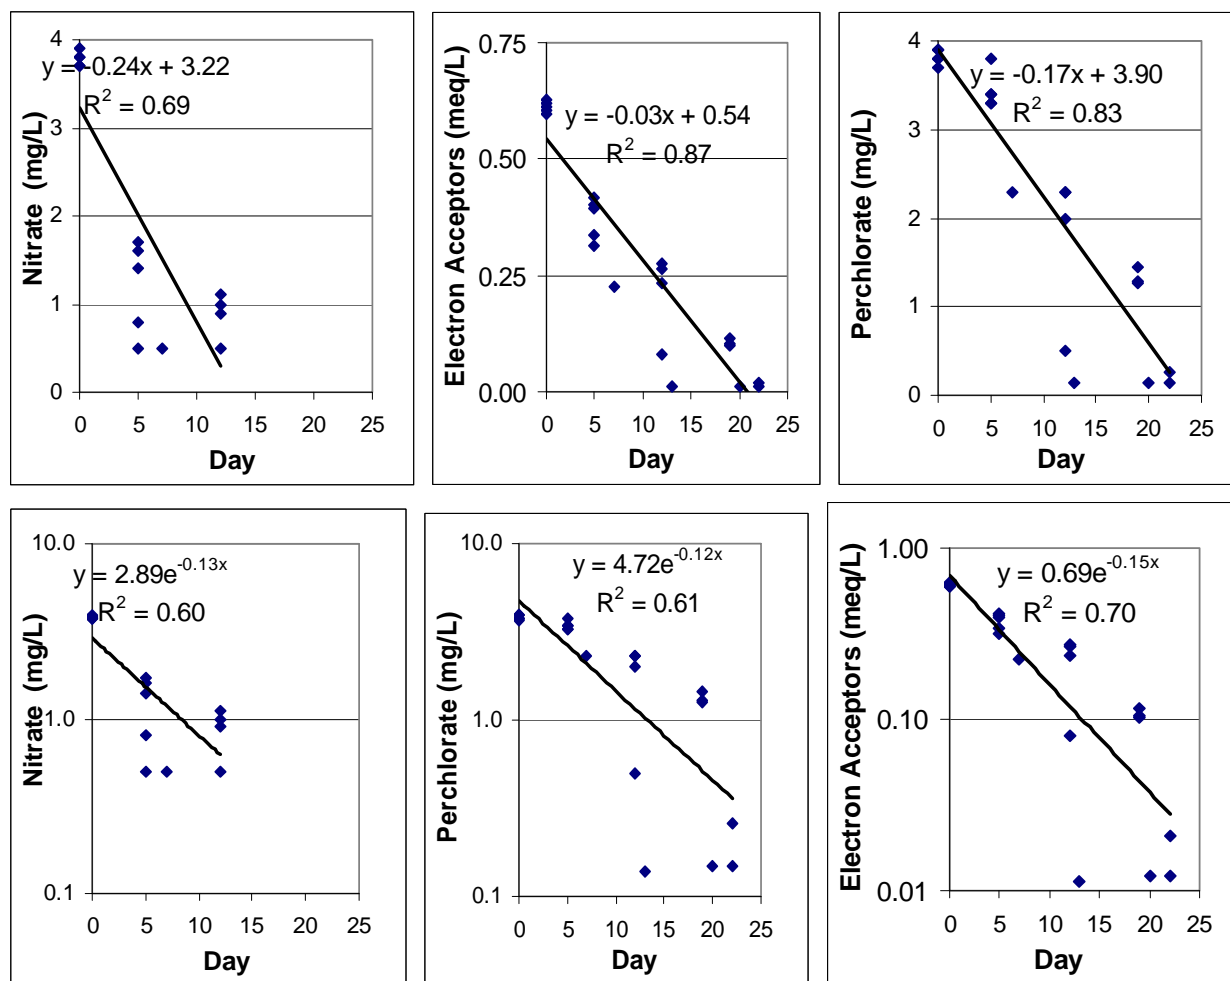 4
3
2
1
0
0 5 10 15 20 25
Nitrate (mg/L)
Day
y = -0.24x + 3.22
R² = 0.69
0.75
0.50
0.25
0.00
0 5 10 15 20 25
Electron Acceptors (meq/L)
Day
y = -0.03x + 0.54
R² = 0.87
4
3
2
1
0
0 5 10 15 20 25
Perchlorate (mg/L)
Day
y = -0.17x + 3.90
R² = 0.83
10.0
1.0
0.1
0 5 10 15 20 25
Nitrate (mg/L)
Day
y = 2.89e^-0.13x
R² = 0.60
10.0
1.0
0.1
0 5 10 15 20 25
Perchlorate (mg/L)
Day
y = 4.72e^-0.12x
R² = 0.61
1.00
0.10
0.01
0 5 10 15 20 25
Electron Acceptors (meq/L)
Day
y = 0.69e^-0.15x
R² = 0.70